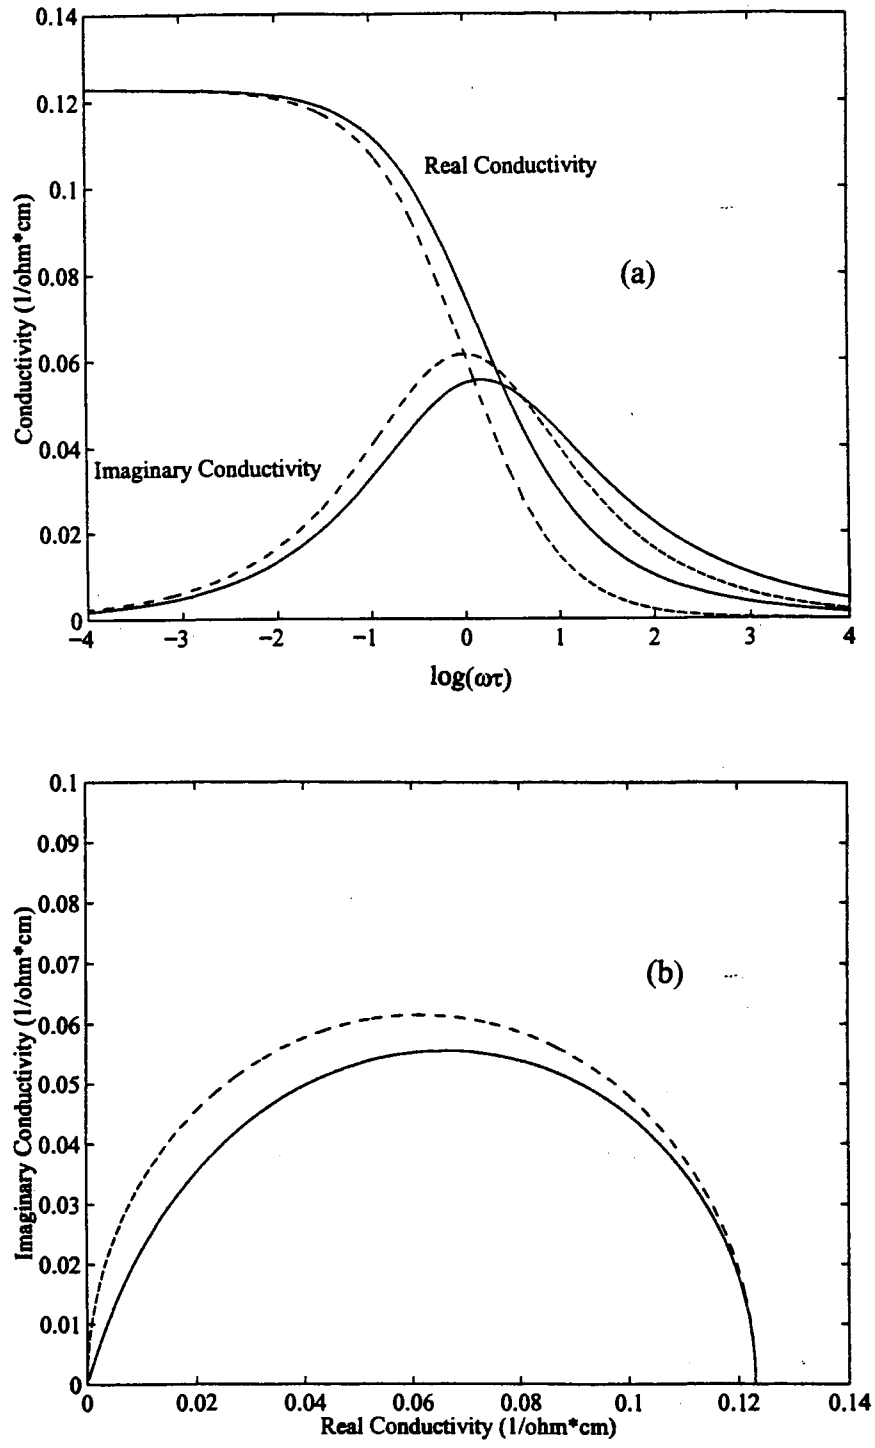 0.14
0.12
0.1
0.08
0.06
0.04
0.02
0
Conductivity (1/ohm*cm)
Real Conductivity
(a)
Imaginary Conductivity
−4 −3 −2 −1 0 1 2 3 4
log(ωτ)
0.1
0.09
0.08
0.07
0.06
0.05
0.04
0.03
0.02
0.01
0
Imaginary Conductivity (1/ohm*cm)
(b)
0 0.02 0.04 0.06 0.08 0.1 0.12 0.14
Real Conductivity (1/ohm*cm)